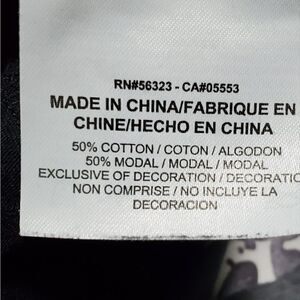 RN#56323 - CA#05553
MADE IN CHINA/FABRIQUE EN
CHINE/HECHO EN CHINA
50% COTTON / COTON / ALGODON
50% MODAL / MODAL / MODAL
EXCLUSIVE OF DECORATION / DECORATIO
NON COMPRISE / NO INCLUYE LA
DECORACION